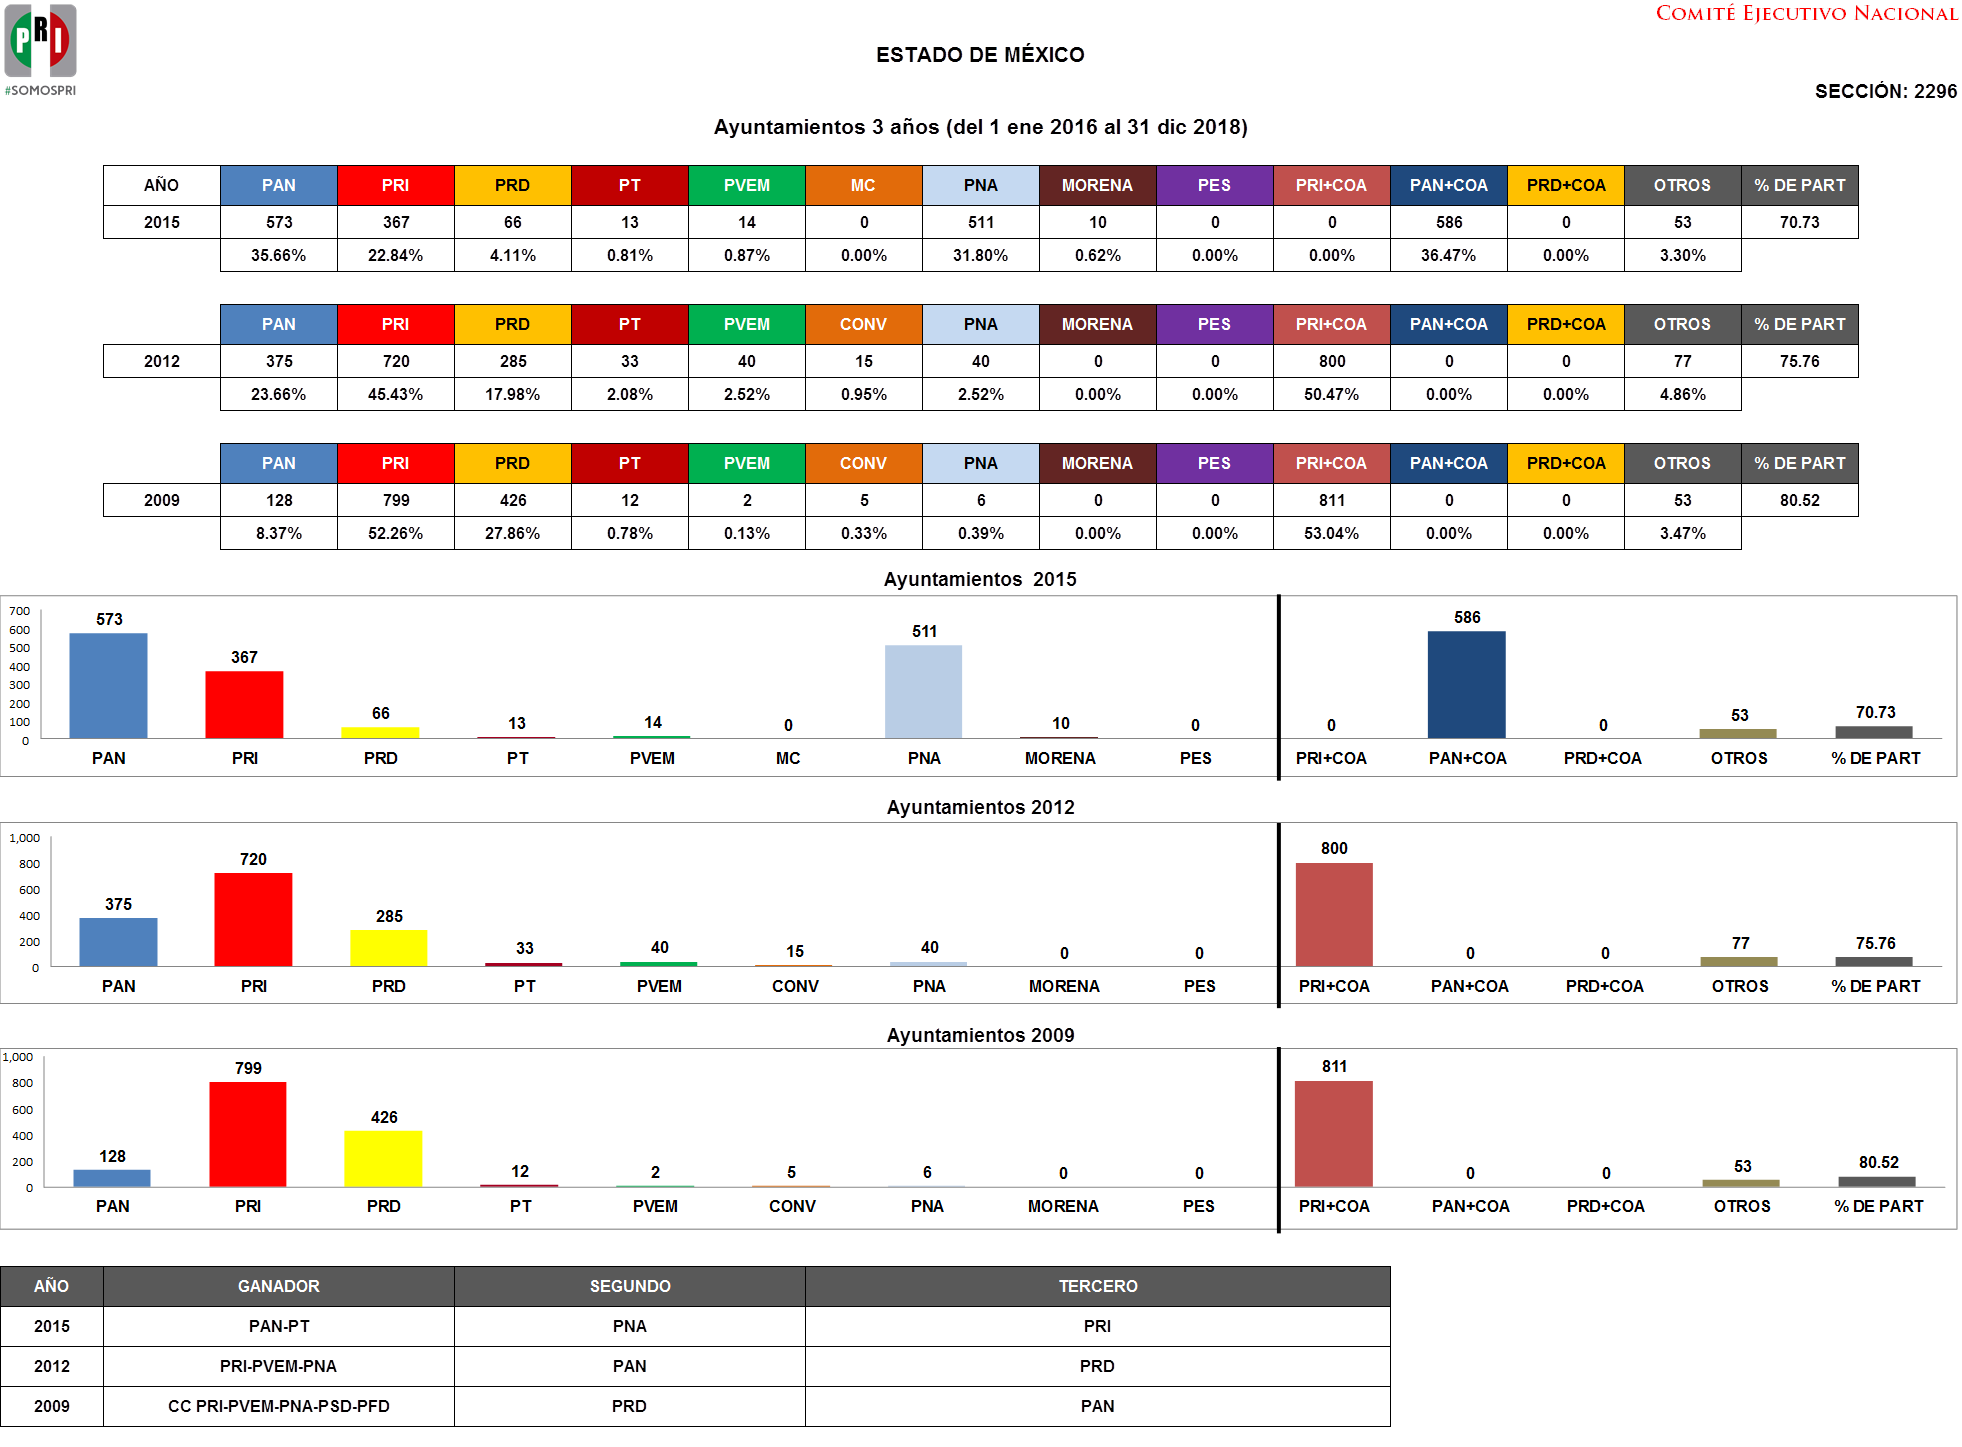 PRI
#SOMOSPRI
COMITÉ EJECUTIVO NACIONAL
ESTADO DE MÉXICO
SECCIÓN: 2296
Ayuntamientos 3 años (del 1 ene 2016 al 31 dic 2018)
AÑO PAN PRI PRD PT PVEM MC PNA MORENA PES PRI+COA PAN+COA PRD+COA OTROS % DE PART
2015 573 367 66 13 14 0 511 10 0 0 586 0 53 70.73
35.66% 22.84% 4.11% 0.81% 0.87% 0.00% 31.80% 0.62% 0.00% 0.00% 36.47% 0.00% 3.30%
PAN PRI PRD PT PVEM CONV PNA MORENA PES PRI+COA PAN+COA PRD+COA OTROS % DE PART
2012 375 720 285 33 40 15 40 0 0 800 0 0 77 75.76
23.66% 45.43% 17.98% 2.08% 2.52% 0.95% 2.52% 0.00% 0.00% 50.47% 0.00% 0.00% 4.86%
PAN PRI PRD PT PVEM CONV PNA MORENA PES PRI+COA PAN+COA PRD+COA OTROS % DE PART
2009 128 799 426 12 2 5 6 0 0 811 0 0 53 80.52
8.37% 52.26% 27.86% 0.78% 0.13% 0.33% 0.39% 0.00% 0.00% 53.04% 0.00% 0.00% 3.47%
Ayuntamientos 2015
700
600
500
400
300
200
100
0
573 367 66 13 14 0 511 10 0 0 586 0 53 70.73
PAN PRI PRD PT PVEM MC PNA MORENA PES PRI+COA PAN+COA PRD+COA OTROS % DE PART
Ayuntamientos 2012
1,000
800
600
400
200
0
375 720 285 33 40 15 40 0 0 800 0 0 77 75.76
PAN PRI PRD PT PVEM CONV PNA MORENA PES PRI+COA PAN+COA PRD+COA OTROS % DE PART
Ayuntamientos 2009
1,000
800
600
400
200
0
128 799 426 12 2 5 6 0 0 811 0 0 53 80.52
PAN PRI PRD PT PVEM CONV PNA MORENA PES PRI+COA PAN+COA PRD+COA OTROS % DE PART
AÑO GANADOR SEGUNDO TERCERO
2015 PAN-PT PNA PRI
2012 PRI-PVEM-PNA PAN PRD
2009 CC PRI-PVEM-PNA-PSD-PFD PRD PAN